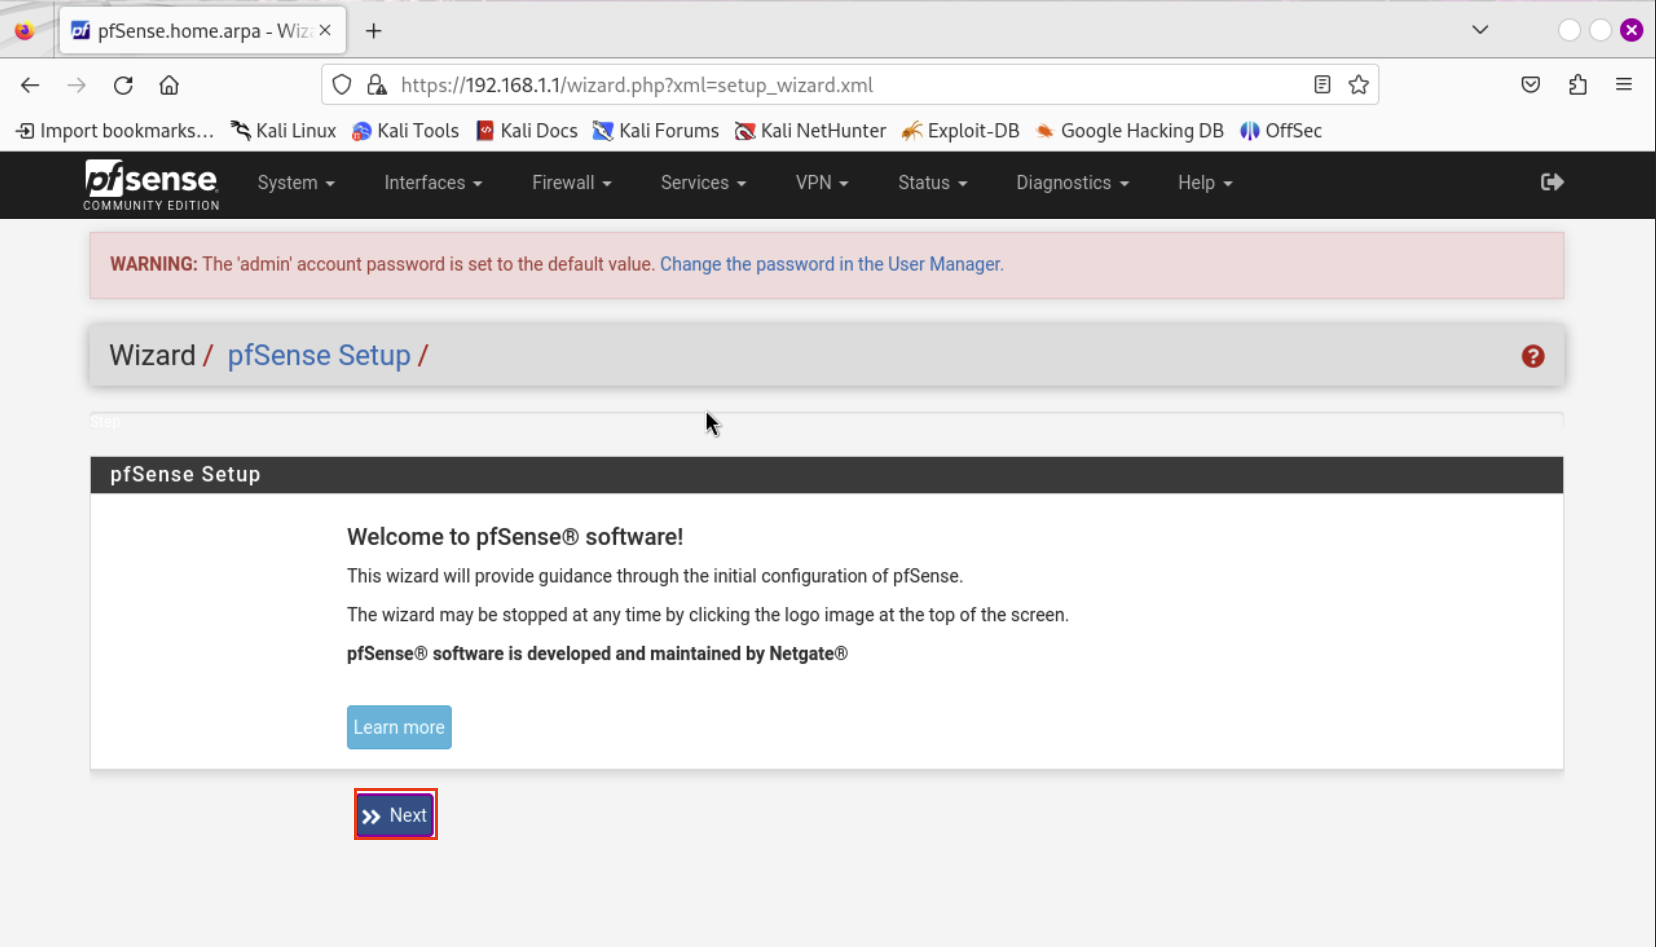 pfSense.home.arpa - Wiz
https://192.168.1.1/wizard.php?xml=setup_wizard.xml
Import bookmarks... Kali Linux Kali Tools Kali Docs Kali Forums Kali NetHunter Exploit-DB Google Hacking DB OffSec
pfsense
COMMUNITY EDITION
System Interfaces Firewall Services VPN Status Diagnostics Help
WARNING: The 'admin' account password is set to the default value. Change the password in the User Manager.
Wizard / pfSense Setup /
Step
pfSense Setup
Welcome to pfSense® software!
This wizard will provide guidance through the initial configuration of pfSense.
The wizard may be stopped at any time by clicking the logo image at the top of the screen.
pfSense® software is developed and maintained by Netgate®
Learn more
Next